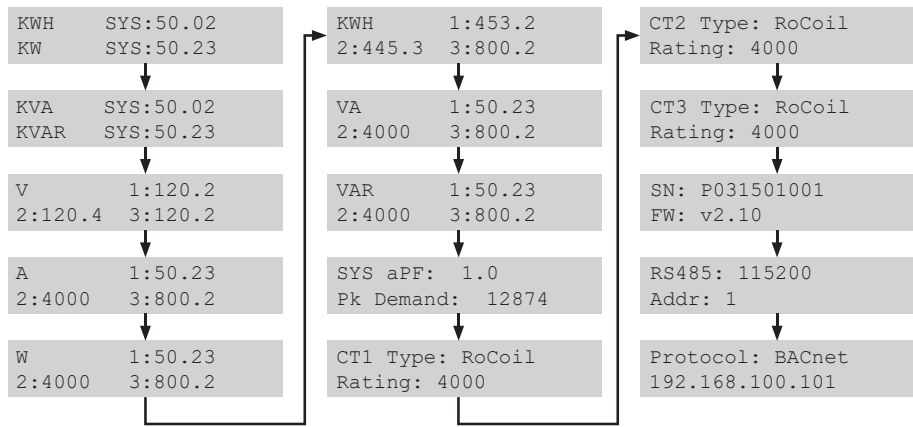 KWH SYS:50.02
KW SYS:50.23
KVA SYS:50.02
KVAR SYS:50.23
V 1:120.2
2:120.4 3:120.2
A 1:50.23
2:4000 3:800.2
W 1:50.23
2:4000 3:800.2
KWH 1:453.2
2:445.3 3:800.2
VA 1:50.23
2:4000 3:800.2
VAR 1:50.23
2:4000 3:800.2
SYS aPF: 1.0
Pk Demand: 12874
CT1 Type: RoCoil
Rating: 4000
CT2 Type: RoCoil
Rating: 4000
CT3 Type: RoCoil
Rating: 4000
SN: P031501001
FW: v2.10
RS485: 115200
Addr: 1
Protocol: BACnet
192.168.100.101